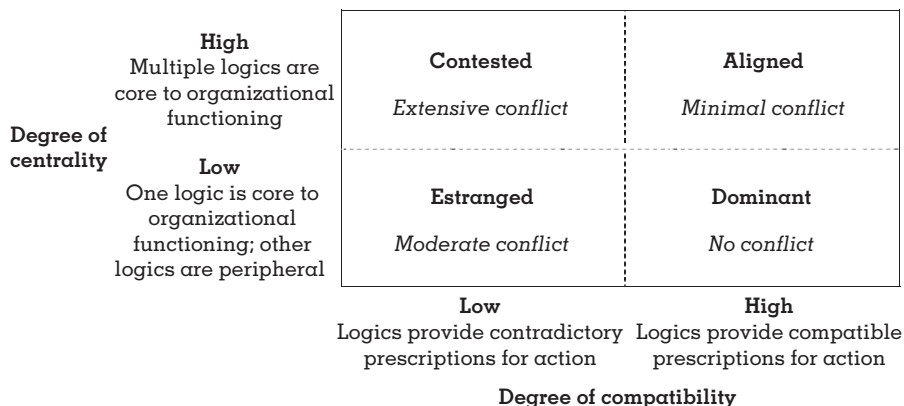 High
Multiple logics are
core to organizational
functioning
Contested
Extensive conflict
Aligned
Minimal conflict
Degree of
centrality
Low
One logic is core to
organizational
functioning; other
logics are peripheral
Estranged
Moderate conflict
Dominant
No conflict
Low
Logics provide contradictory
prescriptions for action
High
Logics provide compatible
prescriptions for action
Degree of compatibility